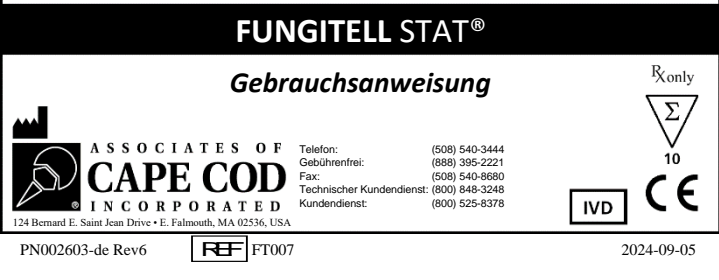 FUNGITELL STAT®
Gebrauchsanweisung
Rx only
Σ
10
ASSOCIATES OF
CAPE COD
® INCORPORATED
124 Bernard E. Saint Jean Drive • E. Falmouth, MA 02536, USA
Telefon: (508) 540-3444
Gebührenfrei: (888) 395-2221
Fax: (508) 540-8680
Technischer Kundendienst: (800) 848-3248
Kundendienst: (800) 525-8378
IVD
CE
PN002603-de Rev6 REF FT007 2024-09-05